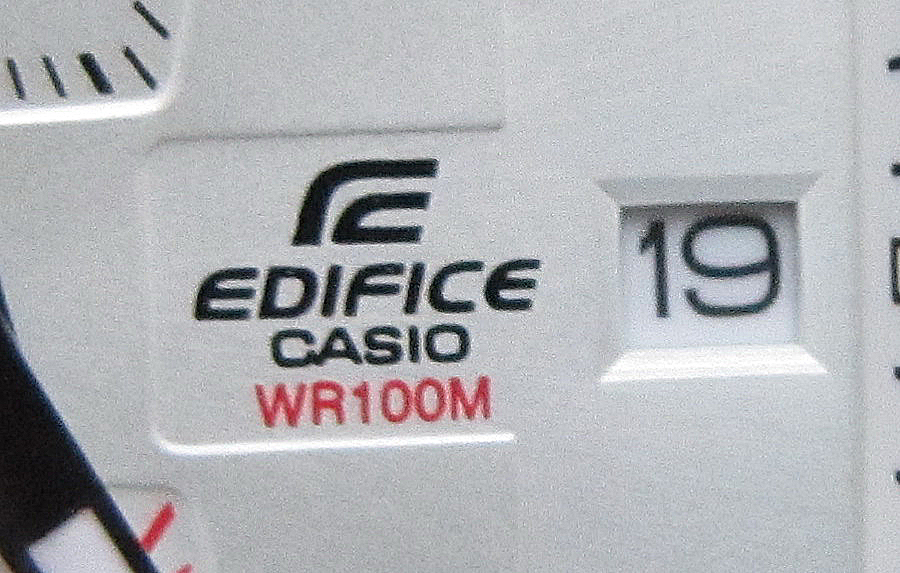 EDIFICE
CASIO
WR100M
19